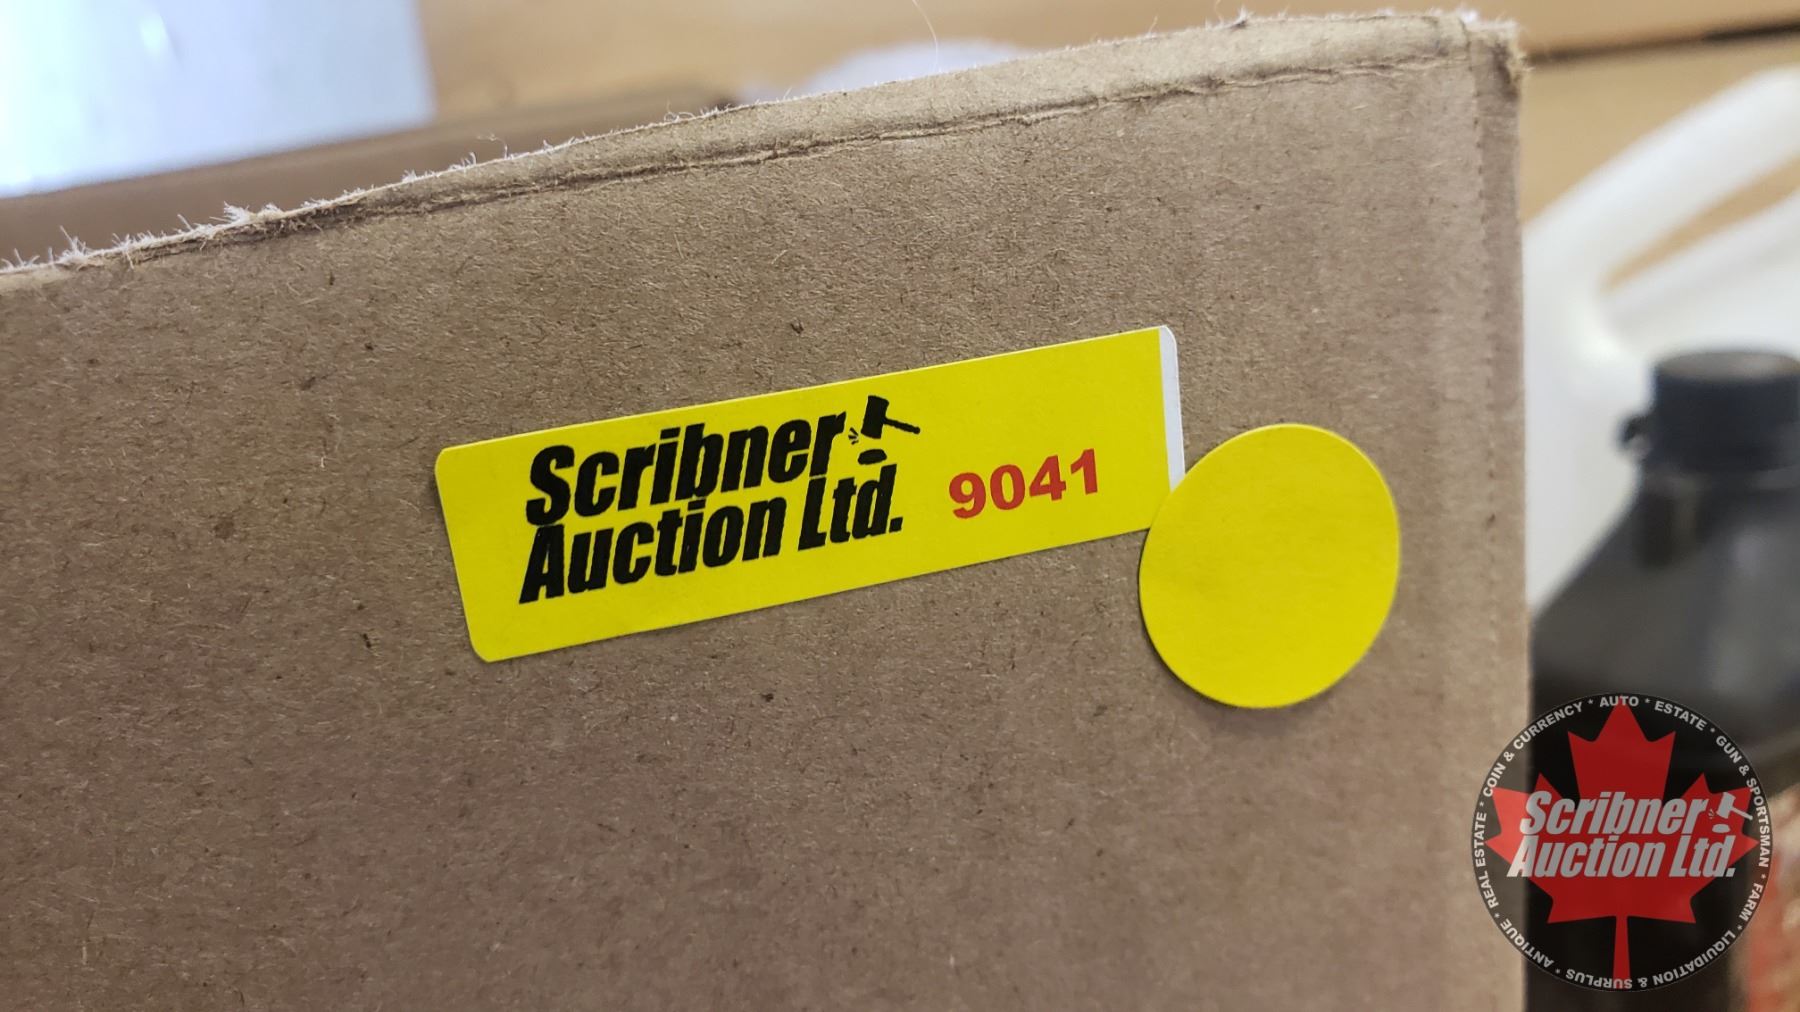 Scribner
Auction Ltd.
9041
COIN & CURRENCY * AUTO * ESTATE * GUN & SPORTSMAN * FARM * LIQUIDATION & SURPLUS * ANTIQUE * REAL ESTATE *
Scribner
Auction Ltd.